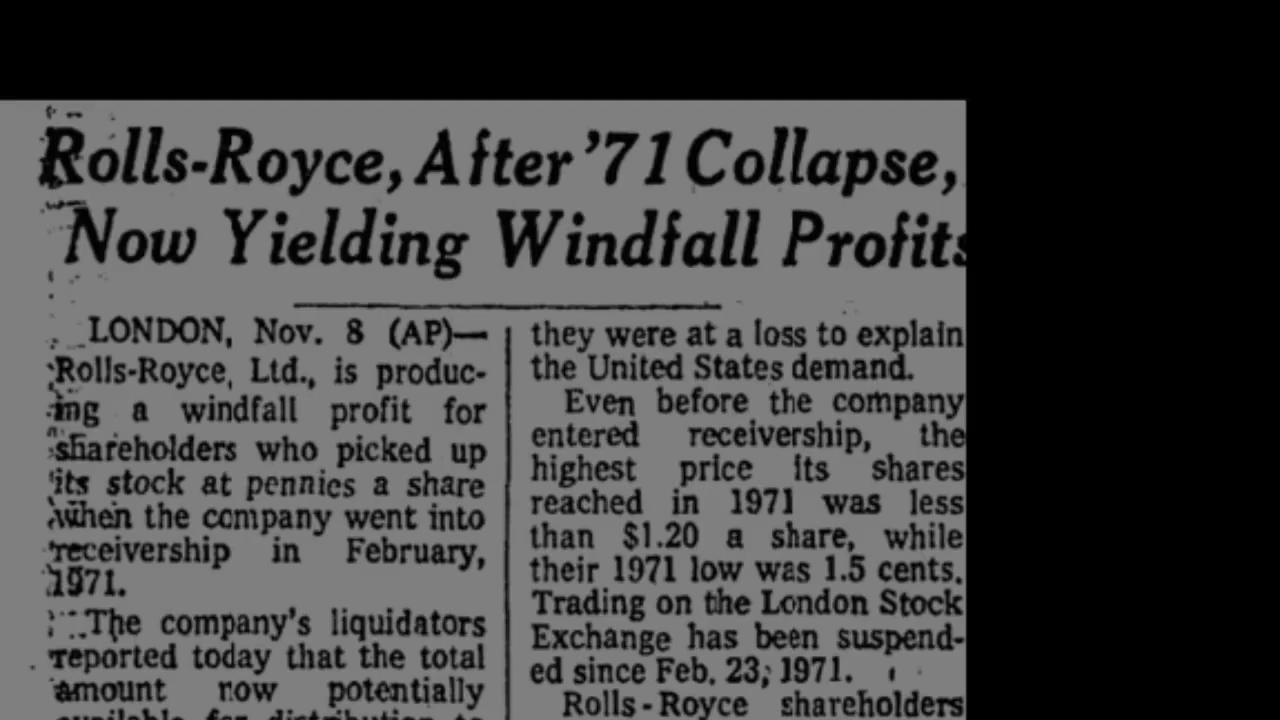 Rolls-Royce, After '71 Collapse,
Now Yielding Windfall Profits
LONDON, Nov. 8 (AP)—
Rolls-Royce, Ltd., is produc-
ing a windfall profit for
shareholders who picked up
its stock at pennies a share
when the company went into
receivership in February,
1971.
The company's liquidators
reported today that the total
amount now potentially
available for distribution to
they were at a loss to explain
the United States demand.
Even before the company
entered receivership, the
highest price its shares
reached in 1971 was less
than $1.20 a share, while
their 1971 low was 1.5 cents.
Trading on the London Stock
Exchange has been suspend-
ed since Feb. 23, 1971.
Rolls-Royce shareholders